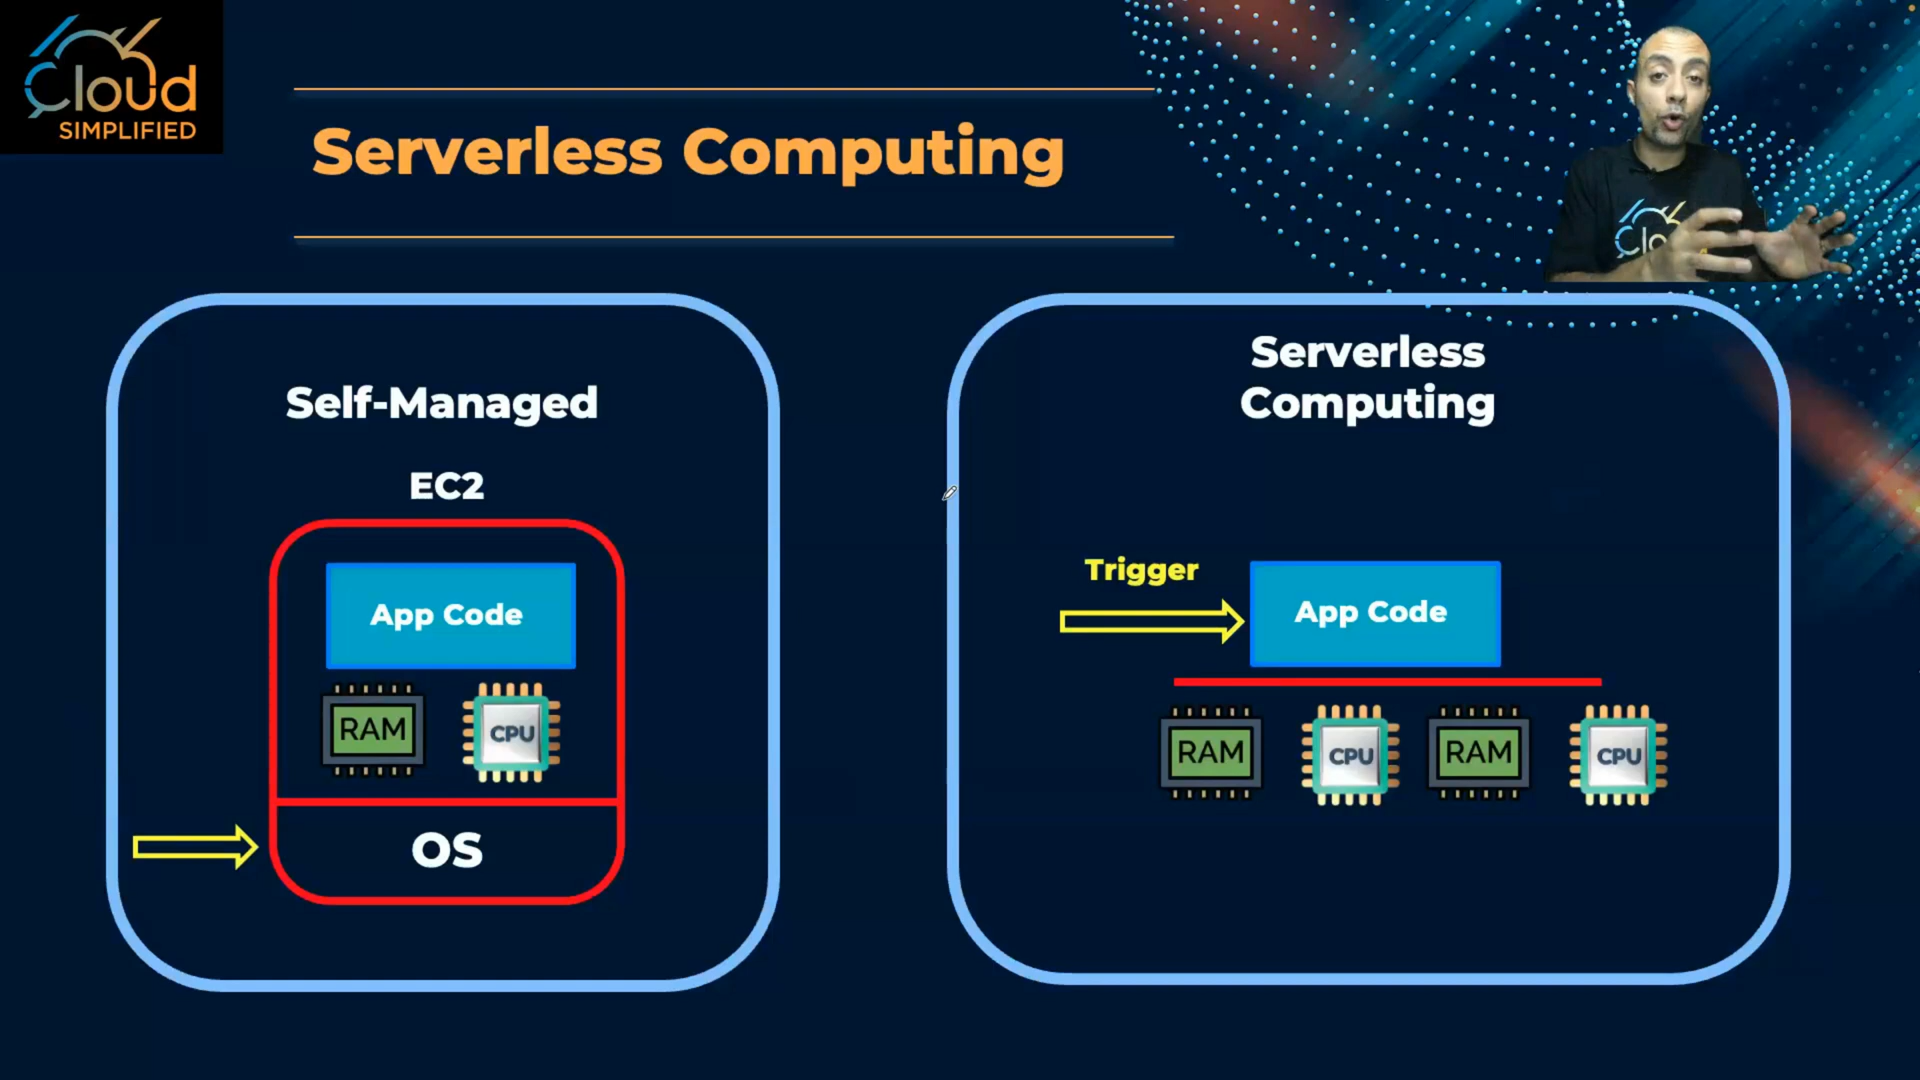 Cloud
SIMPLIFIED
Serverless Computing
Clo
Self-Managed
EC2
App Code
RAM
CPU
OS
Serverless
Computing
Trigger
App Code
RAM
CPU
RAM
CPU